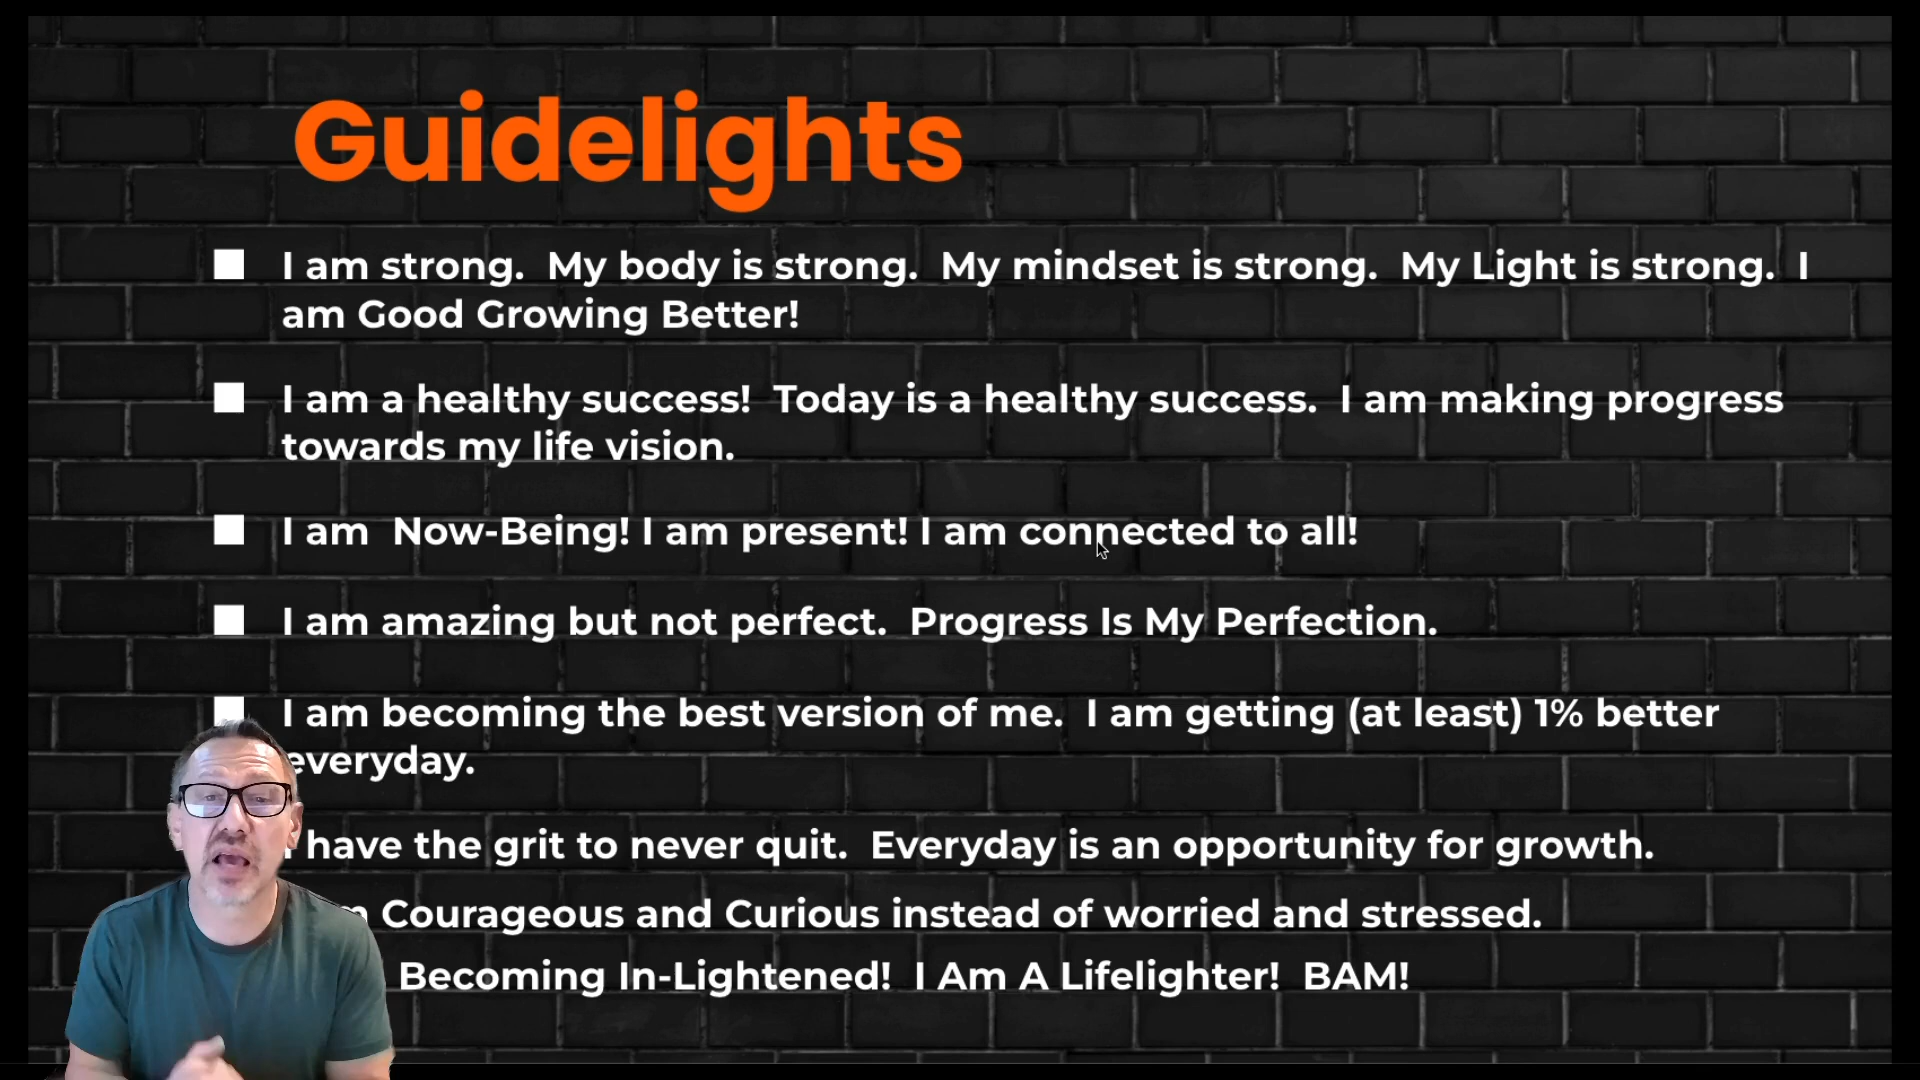 Guidelights
I am strong.  My body is strong.  My mindset is strong.  My Light is strong.  I
am Good Growing Better!
I am a healthy success!  Today is a healthy success.  I am making progress
towards my life vision.
I am  Now-Being! I am present! I am connected to all!
I am amazing but not perfect.  Progress Is My Perfection.
I am becoming the best version of me.  I am getting (at least) 1% better
everyday.
I have the grit to never quit.  Everyday is an opportunity for growth.
Courageous and Curious instead of worried and stressed.
Becoming In-Lightened!  I Am A Lifelighter!  BAM!